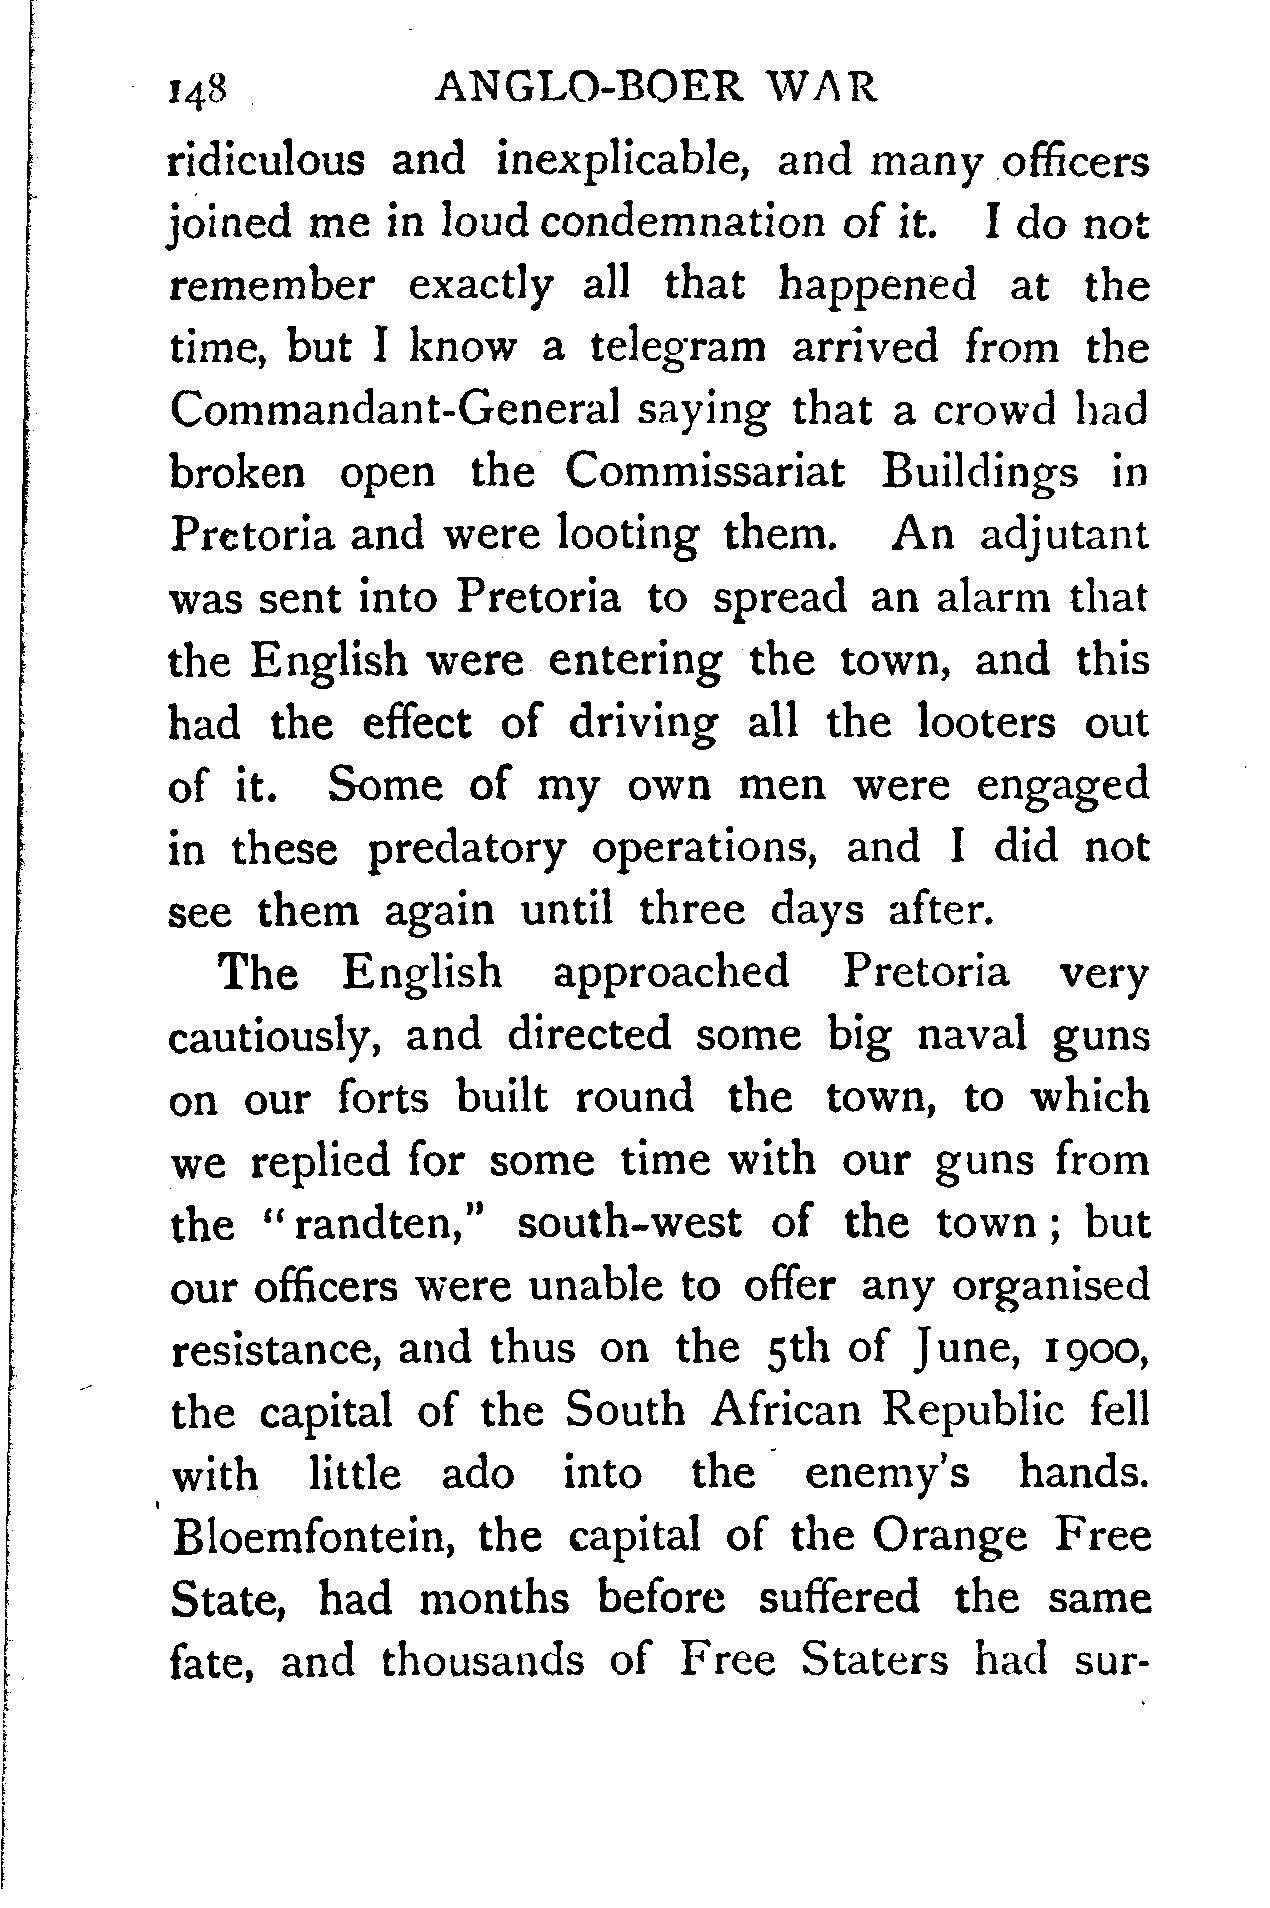 148 ANGLO-BOER WAR
ridiculous and inexplicable, and many officers
joined me in loud condemnation of it. I do not
remember exactly all that happened at the
time, but I know a telegram arrived from the
Commandant-General saying that a crowd had
broken open the Commissariat Buildings in
Pretoria and were looting them. An adjutant
was sent into Pretoria to spread an alarm that
the English were entering the town, and this
had the effect of driving all the looters out
of it. Some of my own men were engaged
in these predatory operations, and I did not
see them again until three days after.
The English approached Pretoria very
cautiously, and directed some big naval guns
on our forts built round the town, to which
we replied for some time with our guns from
the "randten," south-west of the town; but
our officers were unable to offer any organised
resistance, and thus on the 5th of June, 1900,
the capital of the South African Republic fell
with little ado into the enemy's hands.
Bloemfontein, the capital of the Orange Free
State, had months before suffered the same
fate, and thousands of Free Staters had sur-